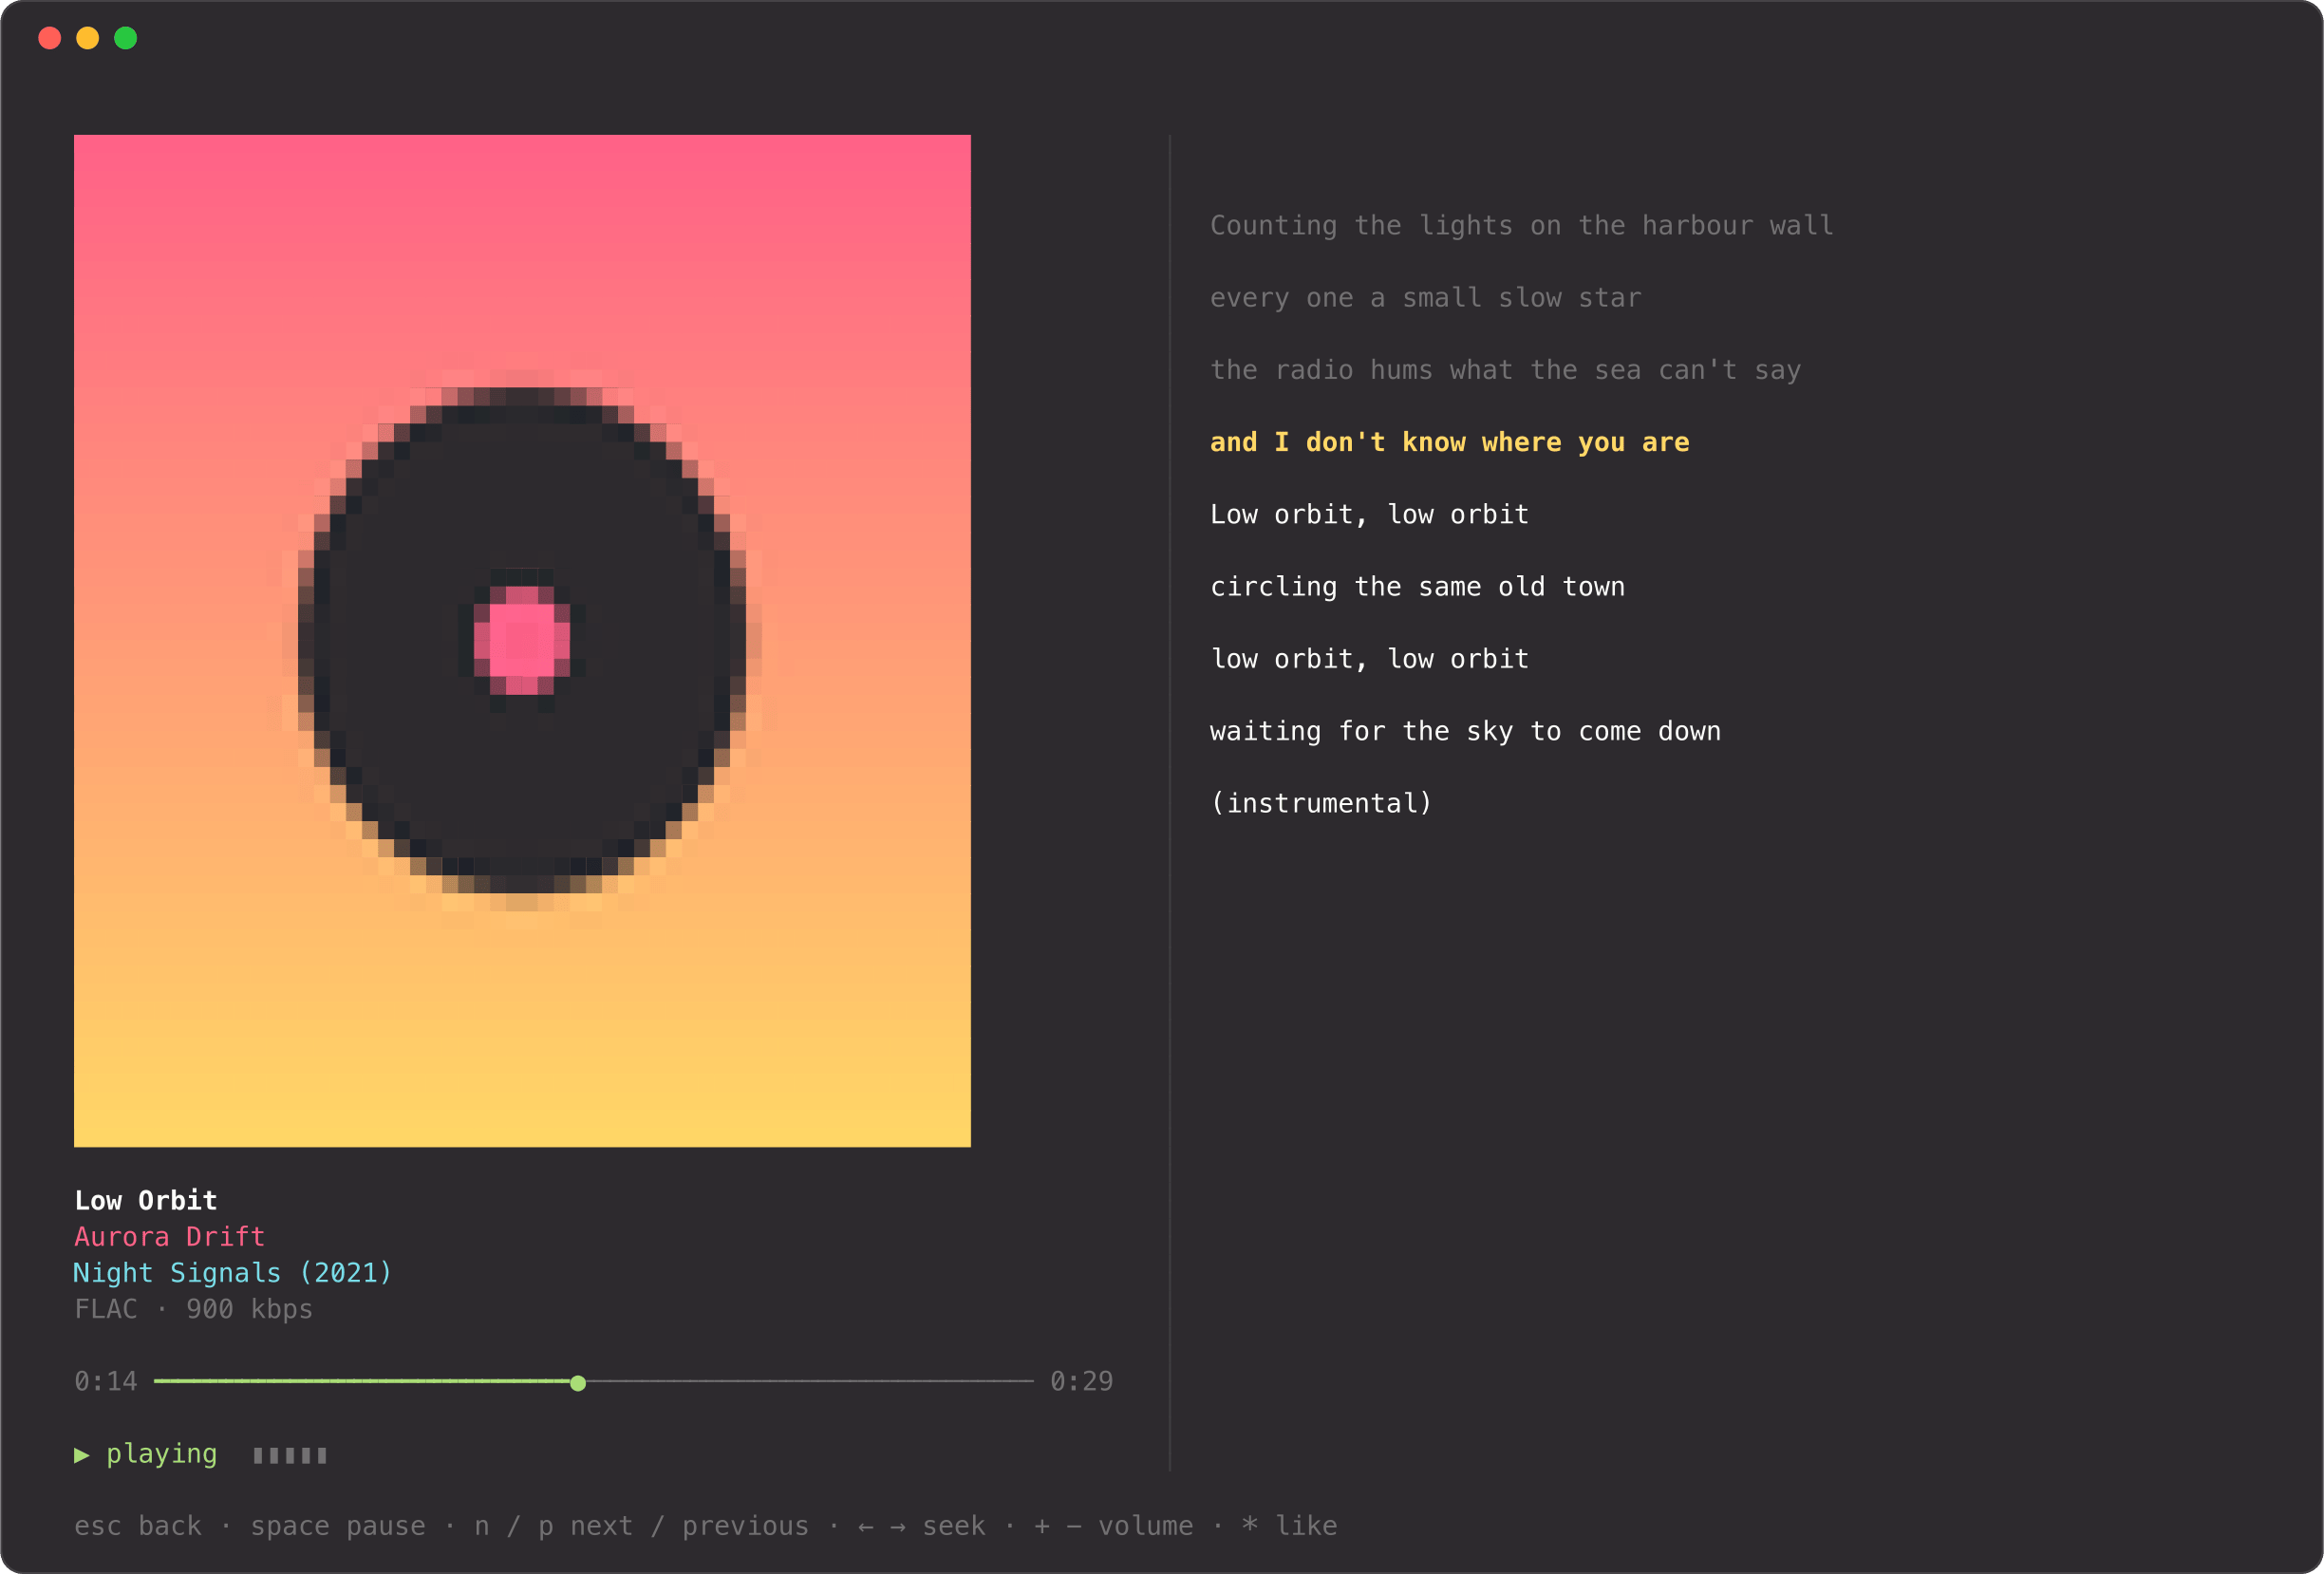 Counting the lights on the harbour wall
every one a small slow star
the radio hums what the sea can't say
and I don't know where you are
Low orbit, low orbit
circling the same old town
low orbit, low orbit
waiting for the sky to come down
(instrumental)
Low Orbit
Aurora Drift
Night Signals (2021)
FLAC · 900 kbps
0:14 0:29
▶ playing ▮▮▮▮▮
esc back · space pause · n / p next / previous · ← → seek · + − volume · * like